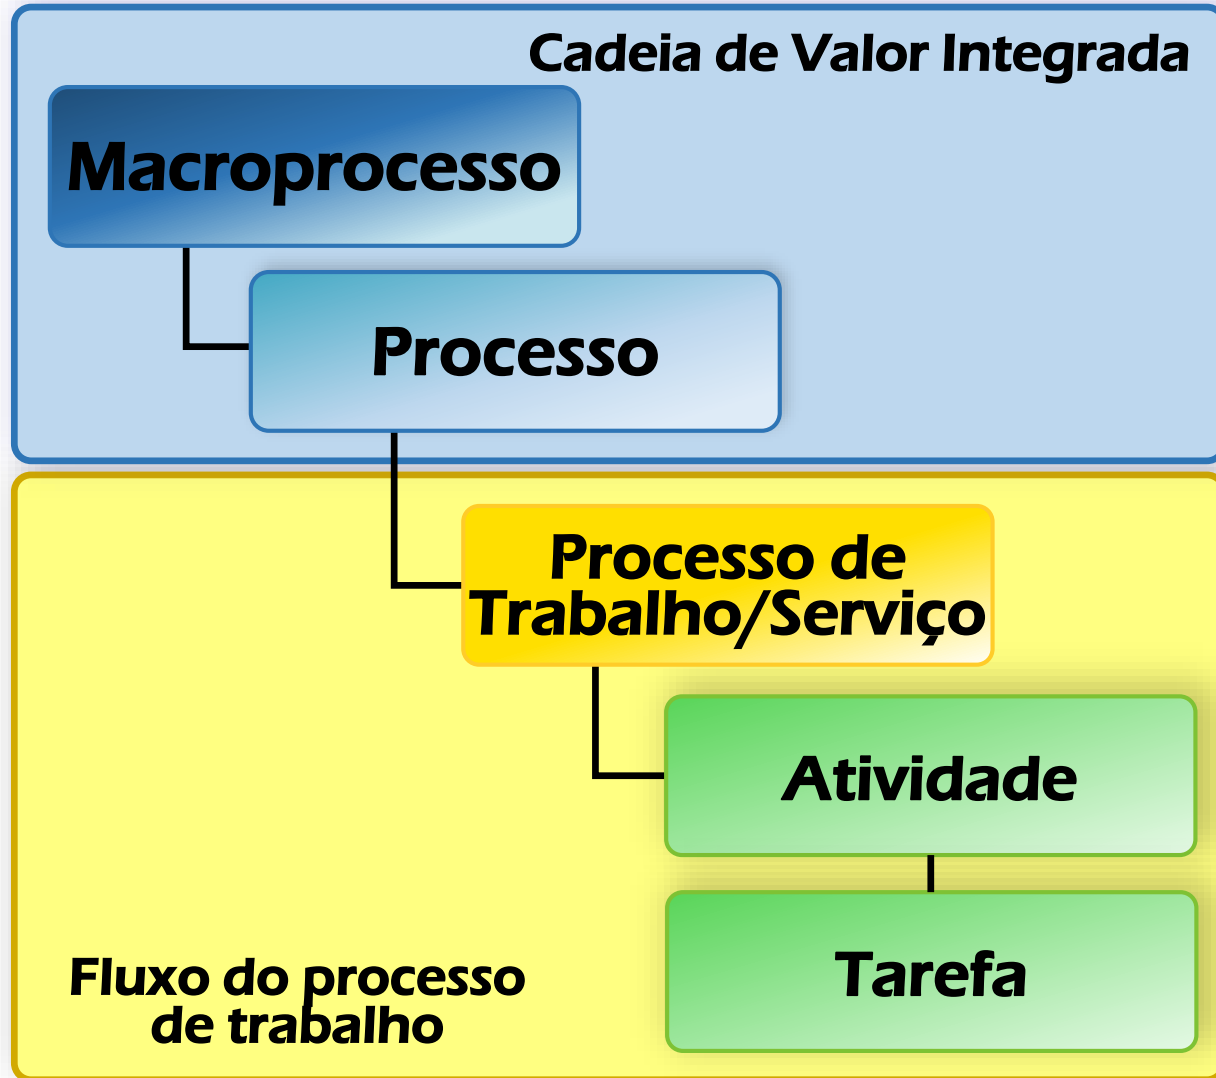 Cadeia de Valor Integrada
Macroprocesso
Processo
Processo de
Trabalho/Serviço
Atividade
Tarefa
Fluxo do processo
de trabalho